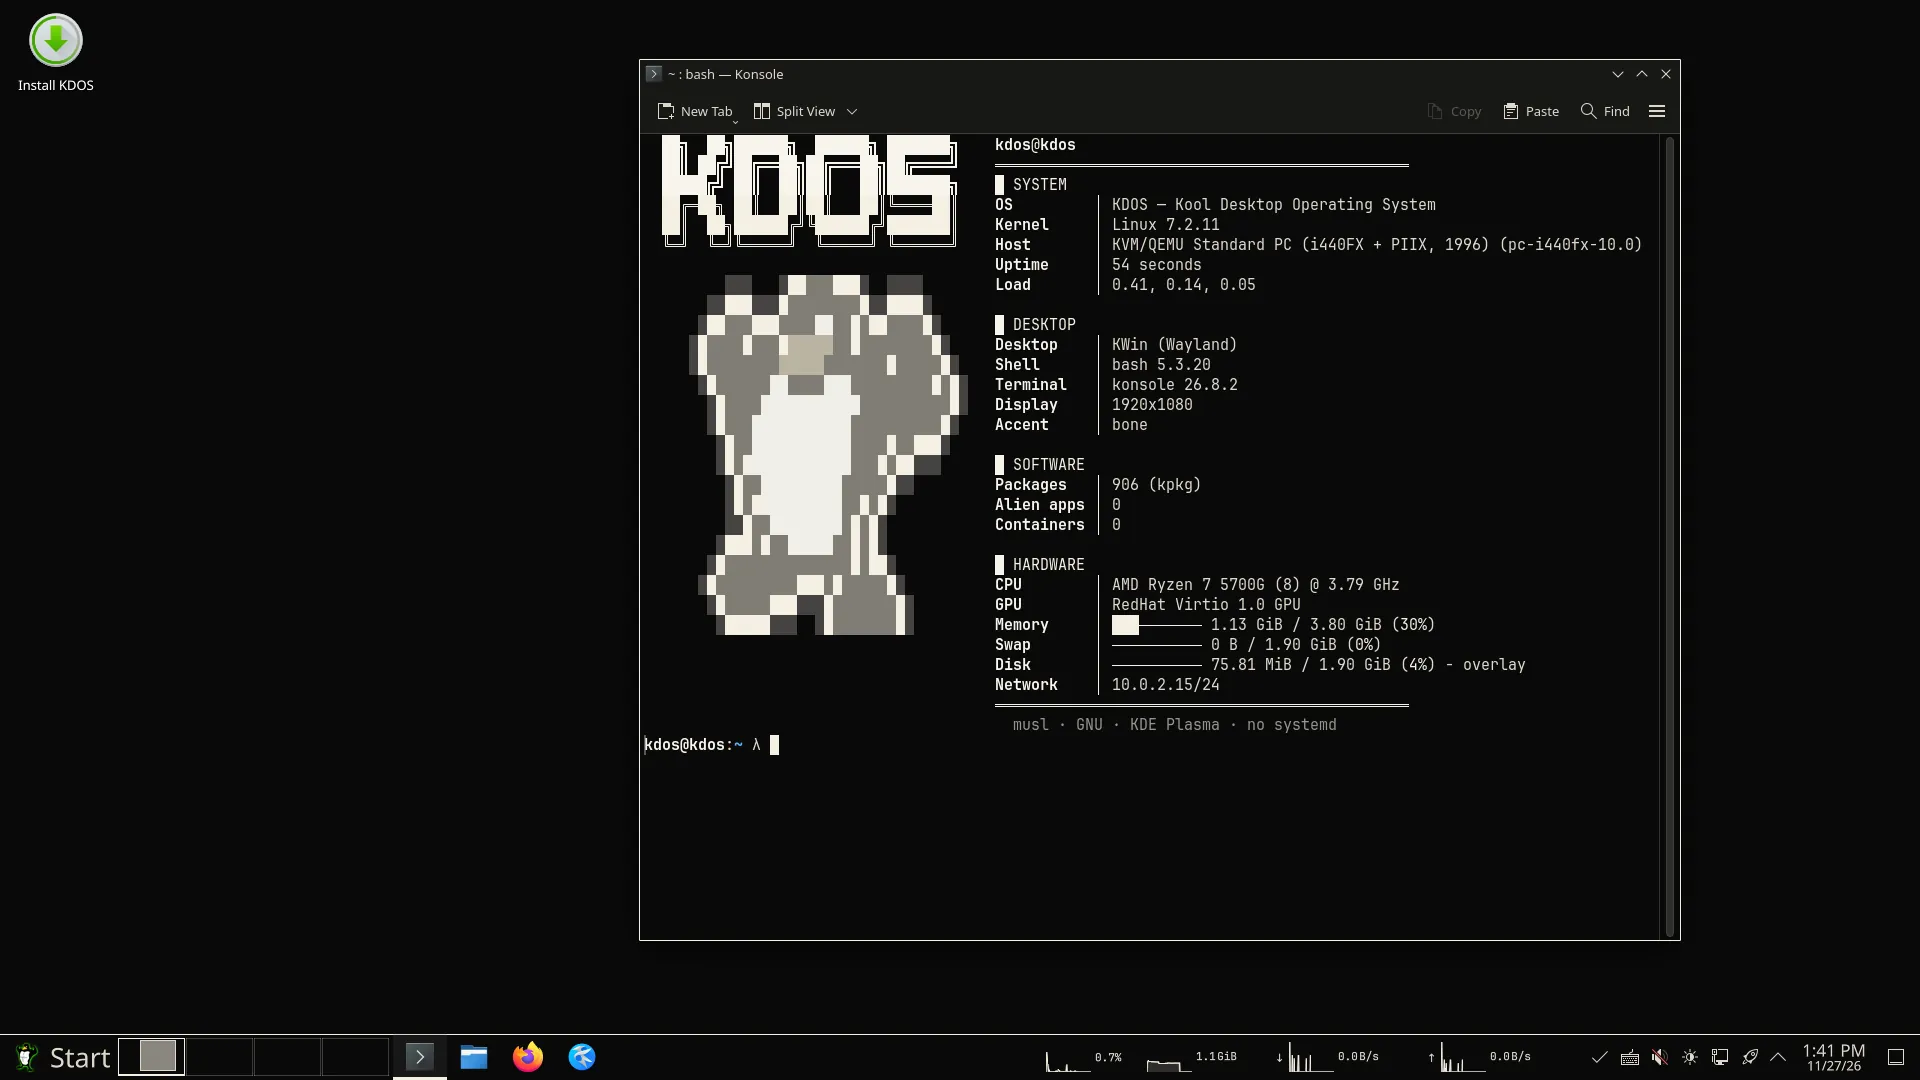 Install KDOS
~ : bash — Konsole
New Tab
Split View
Copy
Paste
Find
KDOS
kdos@kdos
SYSTEM
OS KDOS — Kool Desktop Operating System
Kernel Linux 7.2.11
Host KVM/QEMU Standard PC (i440FX + PIIX, 1996) (pc-i440fx-10.0)
Uptime 54 seconds
Load 0.41, 0.14, 0.05
DESKTOP
Desktop KWin (Wayland)
Shell bash 5.3.20
Terminal konsole 26.8.2
Display 1920x1080
Accent bone
SOFTWARE
Packages 906 (kpkg)
Alien apps 0
Containers 0
HARDWARE
CPU AMD Ryzen 7 5700G (8) @ 3.79 GHz
GPU RedHat Virtio 1.0 GPU
Memory 1.13 GiB / 3.80 GiB (30%)
Swap 0 B / 1.90 GiB (0%)
Disk 75.81 MiB / 1.90 GiB (4%) - overlay
Network 10.0.2.15/24
musl · GNU · KDE Plasma · no systemd
kdos@kdos:~ λ
Start
0.7%
1.1GiB
↓ 0.0B/s
↑ 0.0B/s
1:41 PM
11/27/26